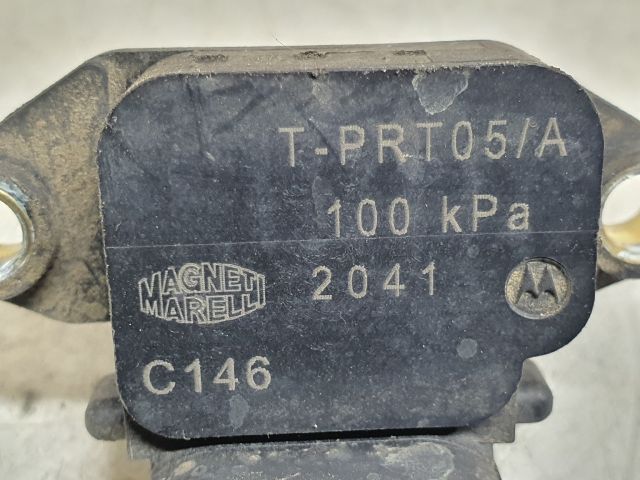 T-PRT05/A
100 kPa
MAGNETI
MARELLI
2041
C146